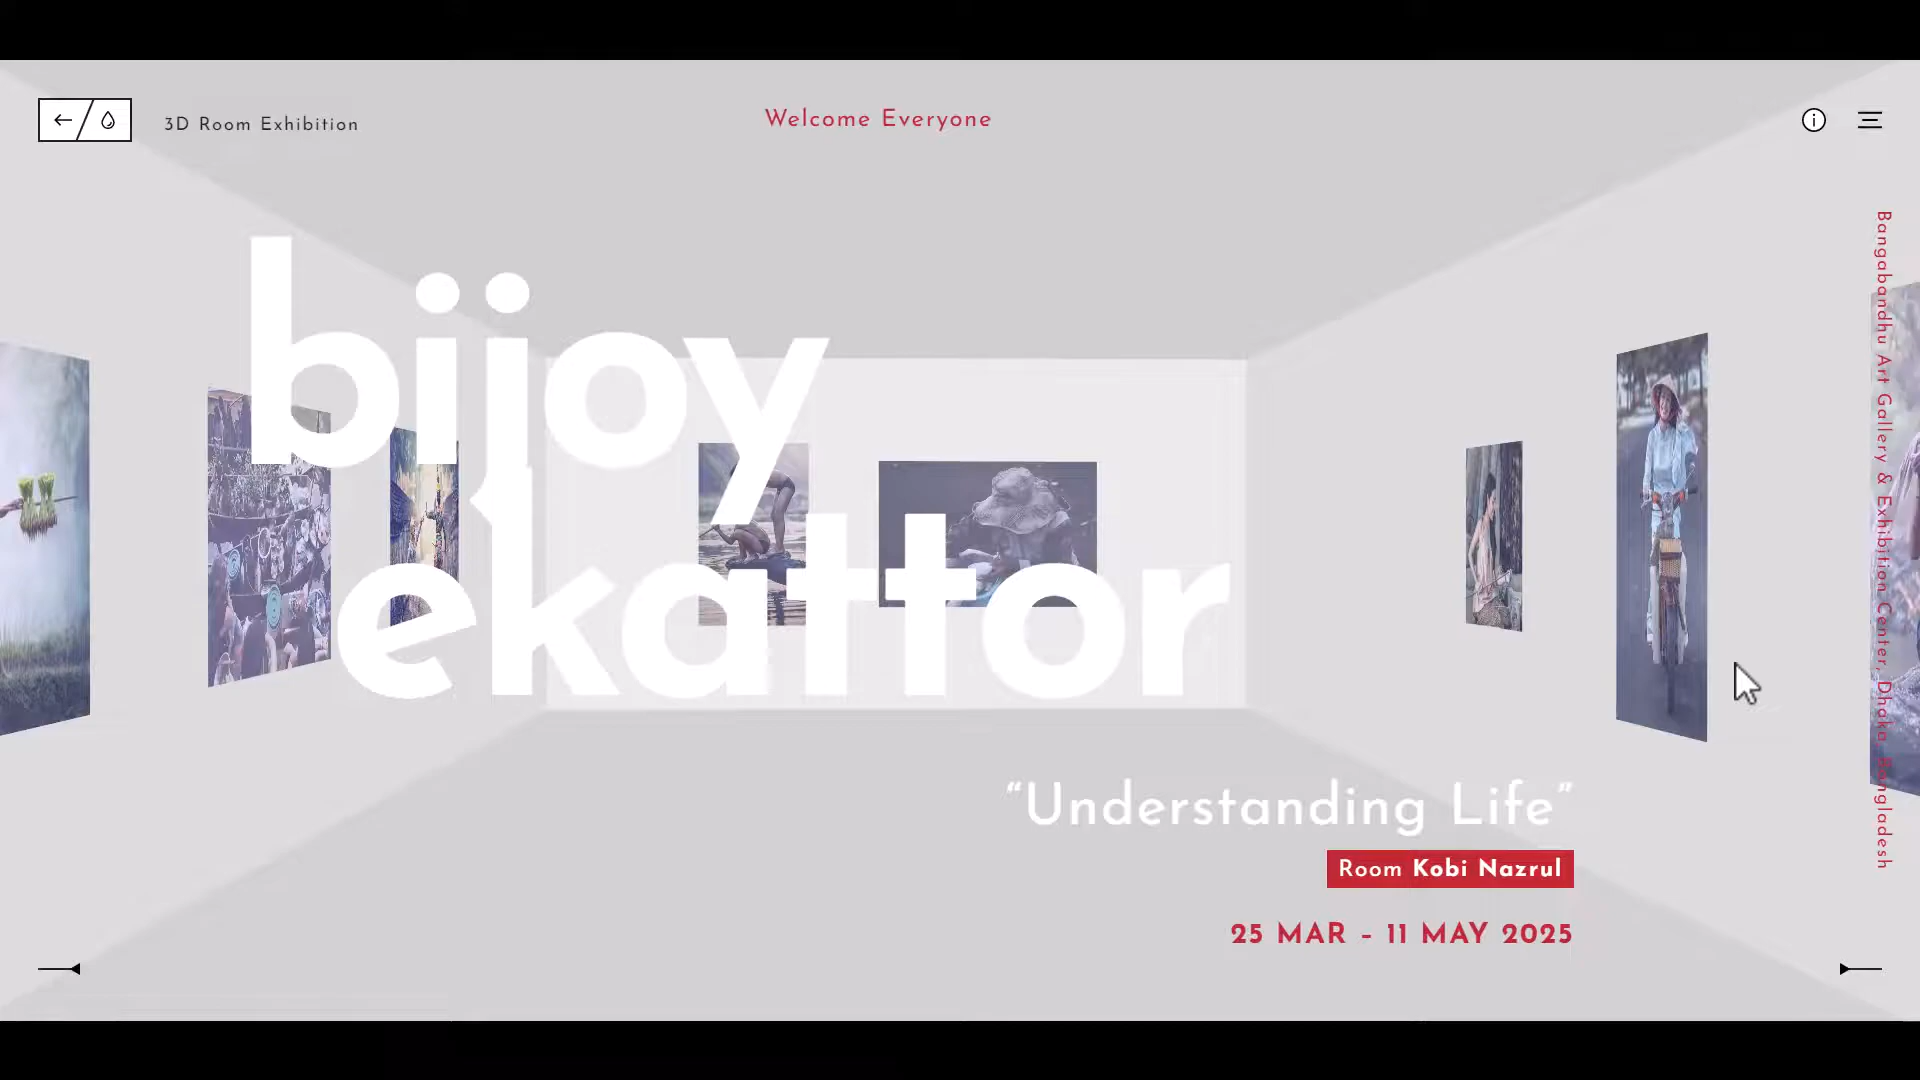 3D Room Exhibition
Welcome Everyone
bijoy
ekattor
“Understanding Life”
Room Kobi Nazrul
25 MAR – 11 MAY 2025
Bangabandhu Art Gallery & Exhibition Center, Dhaka, Bangladesh